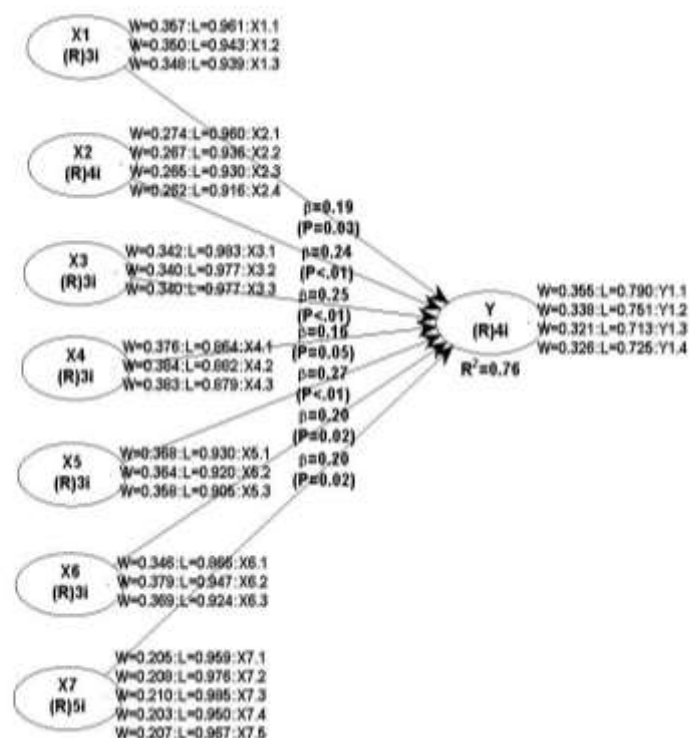 X1
(R)3i
W=0.357:L=0.961:X1.1
W=0.350:L=0.943:X1.2
W=0.348:L=0.939:X1.3
X2
(R)4i
W=0.274:L=0.960:X2.1
W=0.267:L=0.936:X2.2
W=0.265:L=0.930:X2.3
W=0.262:L=0.916:X2.4
X3
(R)3i
W=0.342:L=0.983:X3.1
W=0.340:L=0.977:X3.2
W=0.340:L=0.977:X3.3
X4
(R)3i
W=0.376:L=0.864:X4.1
W=0.384:L=0.882:X4.2
W=0.383:L=0.879:X4.3
X5
(R)3i
W=0.368:L=0.930:X5.1
W=0.364:L=0.920:X5.2
W=0.358:L=0.905:X5.3
X6
(R)3i
W=0.346:L=0.865:X6.1
W=0.379:L=0.947:X6.2
W=0.369:L=0.924:X6.3
X7
(R)5i
W=0.205:L=0.959:X7.1
W=0.208:L=0.976:X7.2
W=0.210:L=0.985:X7.3
W=0.203:L=0.950:X7.4
W=0.207:L=0.967:X7.5
β=0.19
(P=0.03)
β=0.24
(P<.01)
β=0.25
(P<.01)
β=0.16
(P=0.05)
β=0.27
(P<.01)
β=0.20
(P=0.02)
β=0.20
(P=0.02)
Y
(R)4i
R²=0.76
W=0.355:L=0.790:Y1.1
W=0.338:L=0.751:Y1.2
W=0.321:L=0.713:Y1.3
W=0.326:L=0.725:Y1.4